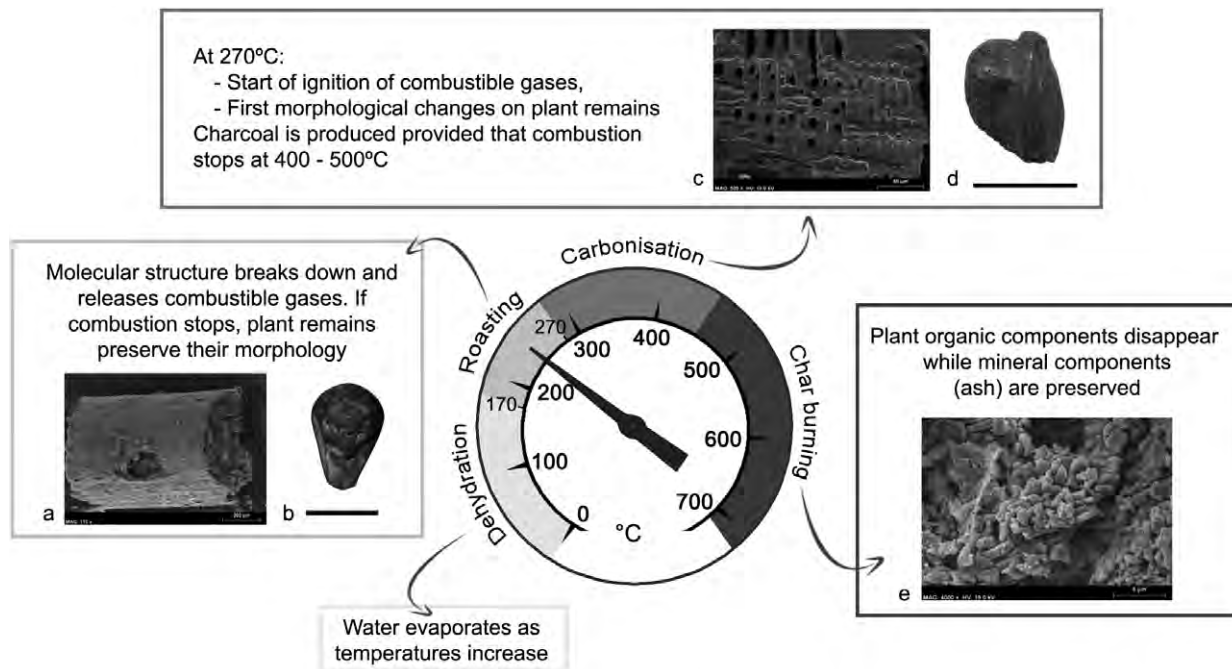 At 270ºC:
- Start of ignition of combustible gases,
- First morphological changes on plant remains
Charcoal is produced provided that combustion
stops at 400 - 500ºC
c
d
Molecular structure breaks down and
releases combustible gases. If
combustion stops, plant remains
preserve their morphology
a
b
Dehydration
Roasting
Carbonisation
Char burning
0
100
170
200
270
300
400
500
600
700
°C
Plant organic components disappear
while mineral components
(ash) are preserved
e
Water evaporates as
temperatures increase